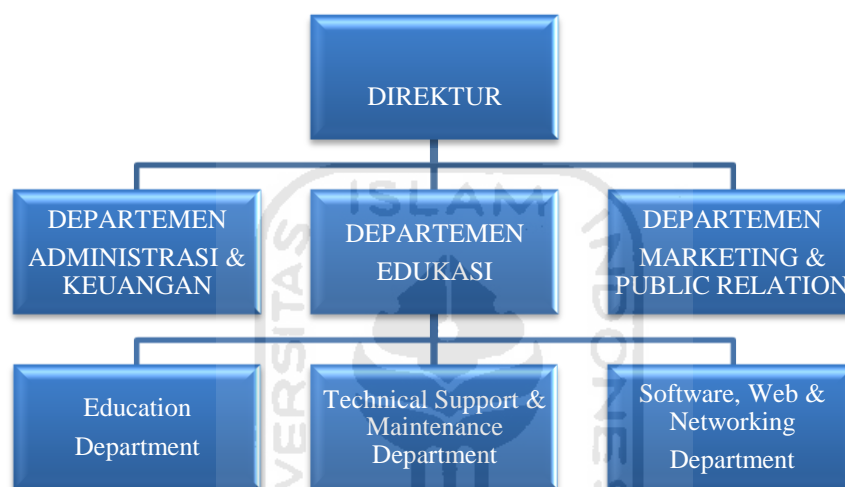 DIREKTUR
DEPARTEMEN
ADMINISTRASI &
KEUANGAN
DEPARTEMEN
EDUKASI
DEPARTEMEN
MARKETING &
PUBLIC RELATION
Education
Department
Technical Support &
Maintenance
Department
Software, Web &
Networking
Department
ISLAM